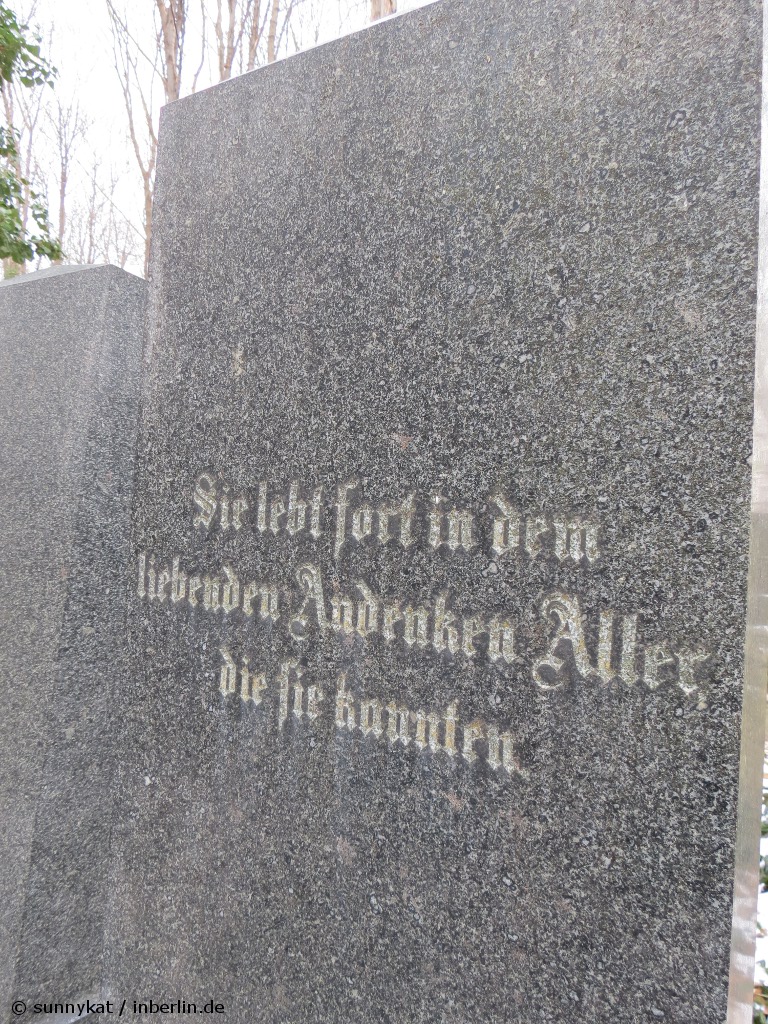 Sie lebt fort in dem
liebenden Andenken Aller,
die sie kannten.
© sunnykat / inberlin.de